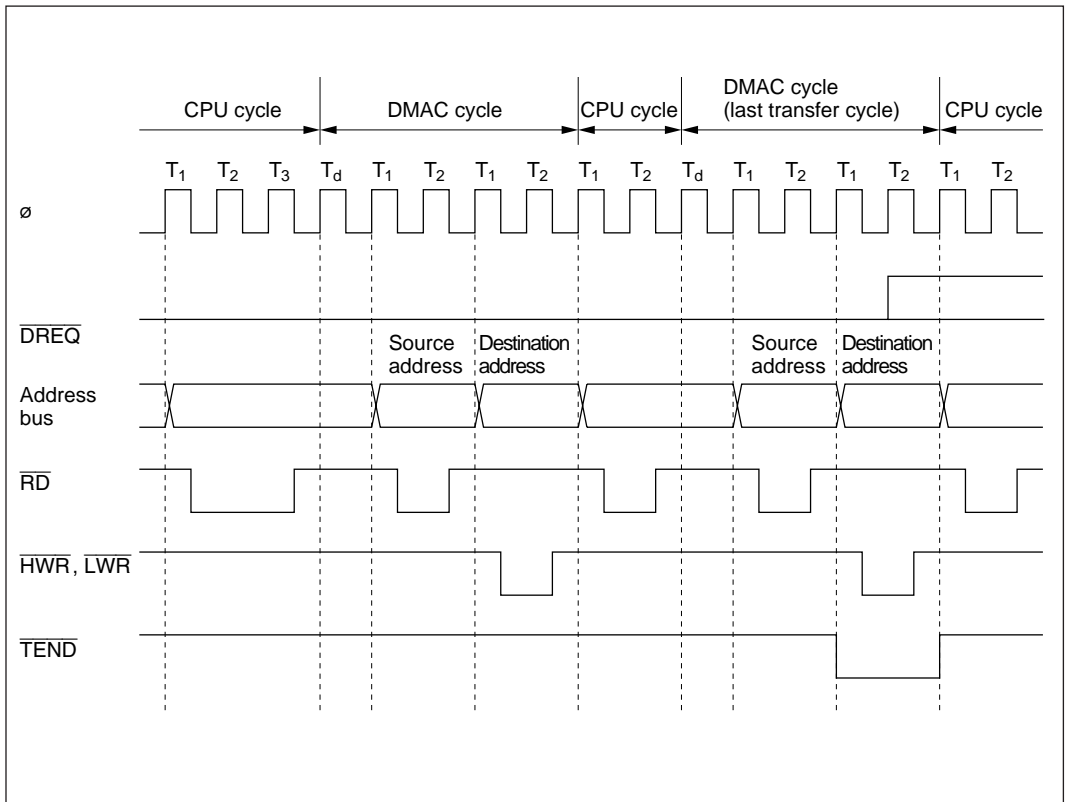 DMAC cycle
(last transfer cycle)
CPU cycle DMAC cycle CPU cycle CPU cycle
T1 T2 T3 Td T1 T2 T1 T2 T1 T2 Td T1 T2 T1 T2 T1 T2
ø
DREQ
Source address Destination address Source address Destination address
Address bus
RD
HWR, LWR
TEND